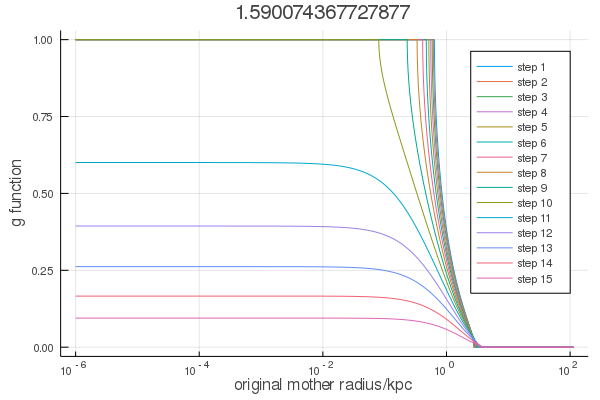 1.590074367727877
1.00
0.75
0.50
0.25
0.00
g function
10^-6
10^-4
10^-2
10^0
10^2
original mother radius/kpc
step 1
step 2
step 3
step 4
step 5
step 6
step 7
step 8
step 9
step 10
step 11
step 12
step 13
step 14
step 15